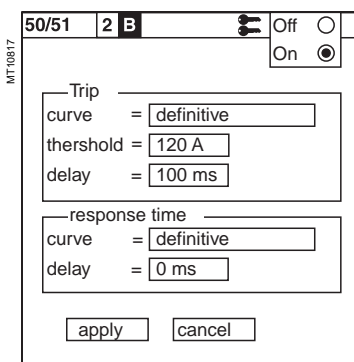 50/51 2 B Off
On
MT10817
Trip
curve = definitive
thershold = 120 A
delay = 100 ms
response time
curve = definitive
delay = 0 ms
apply cancel